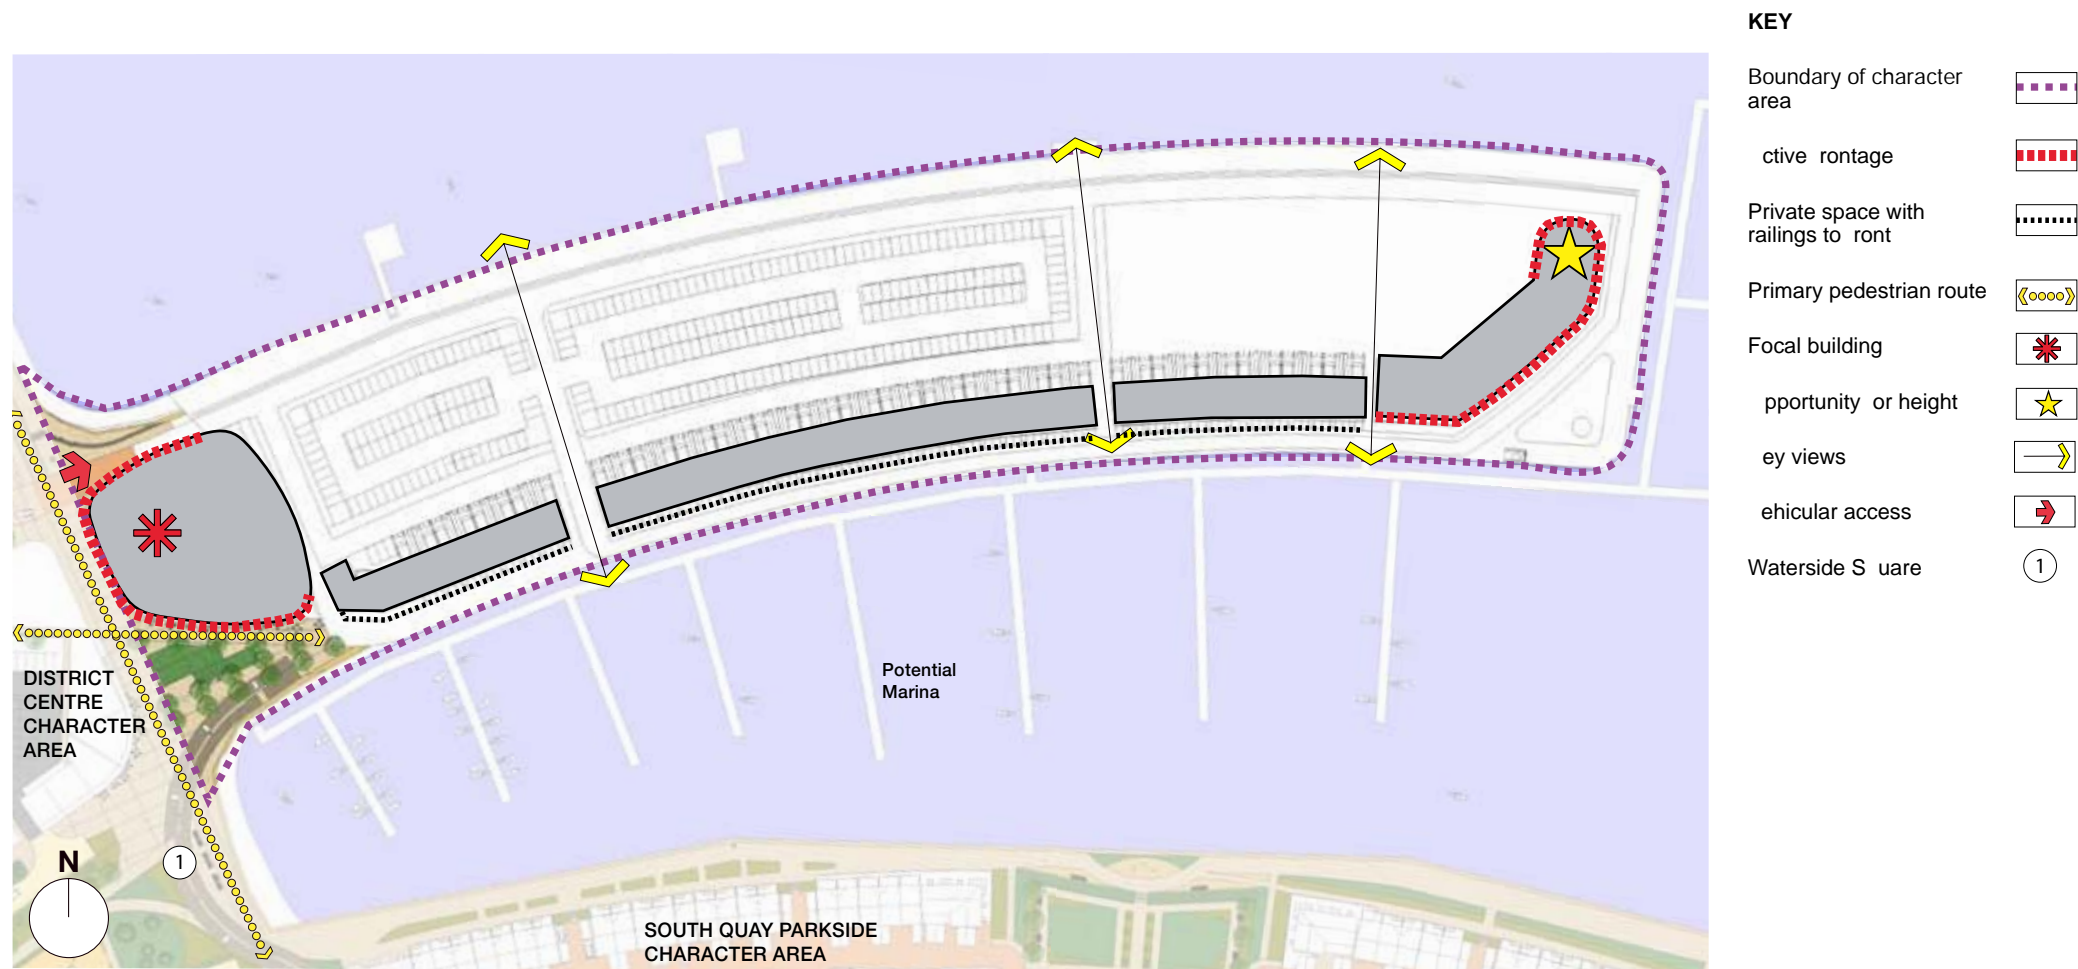 KEY
Boundary of character
area
ctive rontage
Private space with
railings to ront
Primary pedestrian route
Focal building
pportunity or height
ey views
ehicular access
Waterside S uare
1
Potential
Marina
DISTRICT
CENTRE
CHARACTER
AREA
N
1
SOUTH QUAY PARKSIDE
CHARACTER AREA